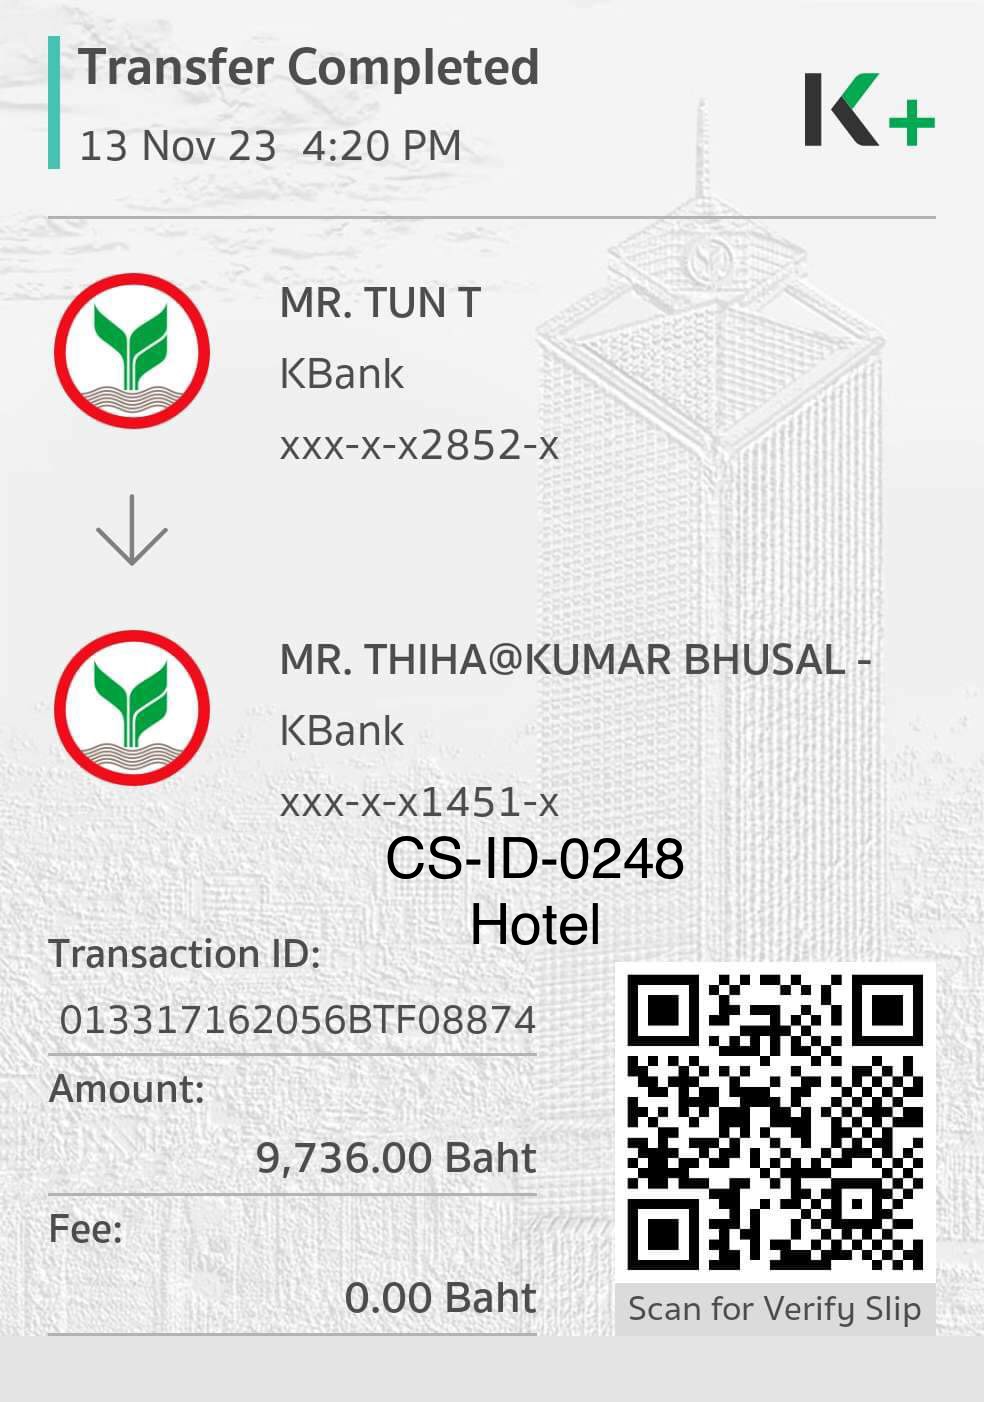 Transfer Completed
13 Nov 23 4:20 PM
K+
MR. TUN T
KBank
xxx-x-x2852-x
MR. THIHA@KUMAR BHUSAL -
KBank
xxx-x-x1451-x
CS-ID-0248
Hotel
Transaction ID:
013317162056BTF08874
Amount:
9,736.00 Baht
Fee:
0.00 Baht
Scan for Verify Slip